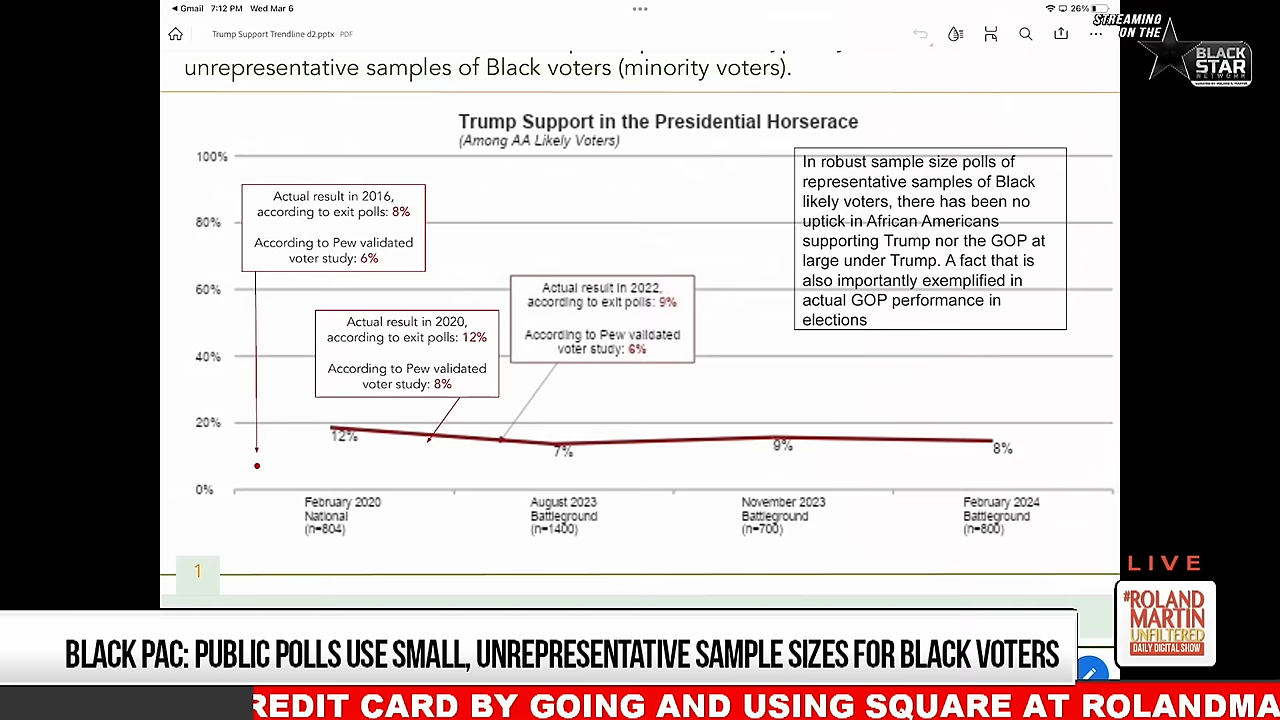 Gmail 7:12 PM Wed Mar 6
26%
STREAMING
ON THE
BLACK
STAR
NETWORK
Trump Support Trendline d2.pptx PDF
unrepresentative samples of Black voters (minority voters).
Trump Support in the Presidential Horserace
(Among AA Likely Voters)
100%
80%
60%
40%
20%
0%
Actual result in 2016,
according to exit polls: 8%
According to Pew validated
voter study: 6%
Actual result in 2020,
according to exit polls: 12%
According to Pew validated
voter study: 8%
Actual result in 2022,
according to exit polls: 9%
According to Pew validated
voter study: 6%
In robust sample size polls of
representative samples of Black
likely voters, there has been no
uptick in African Americans
supporting Trump nor the GOP at
large under Trump. A fact that is
also importantly exemplified in
actual GOP performance in
elections
12%
7%
9%
8%
February 2020
National
(n=804)
August 2023
Battleground
(n=1400)
November 2023
Battleground
(n=700)
February 2024
Battleground
(n=800)
1
LIVE
#ROLAND
MARTIN
UNFILTERED
DAILY DIGITAL SHOW
BLACK PAC: PUBLIC POLLS USE SMALL, UNREPRESENTATIVE SAMPLE SIZES FOR BLACK VOTERS
REDIT CARD BY GOING AND USING SQUARE AT ROLANDMA